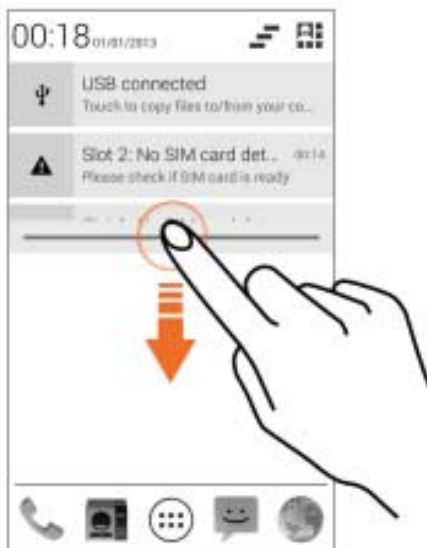 00:18 01/01/2013
USB connected
Touch to copy files to/from your co...
Slot 2: No SIM card det.. 00:14
Please check if SIM card is ready